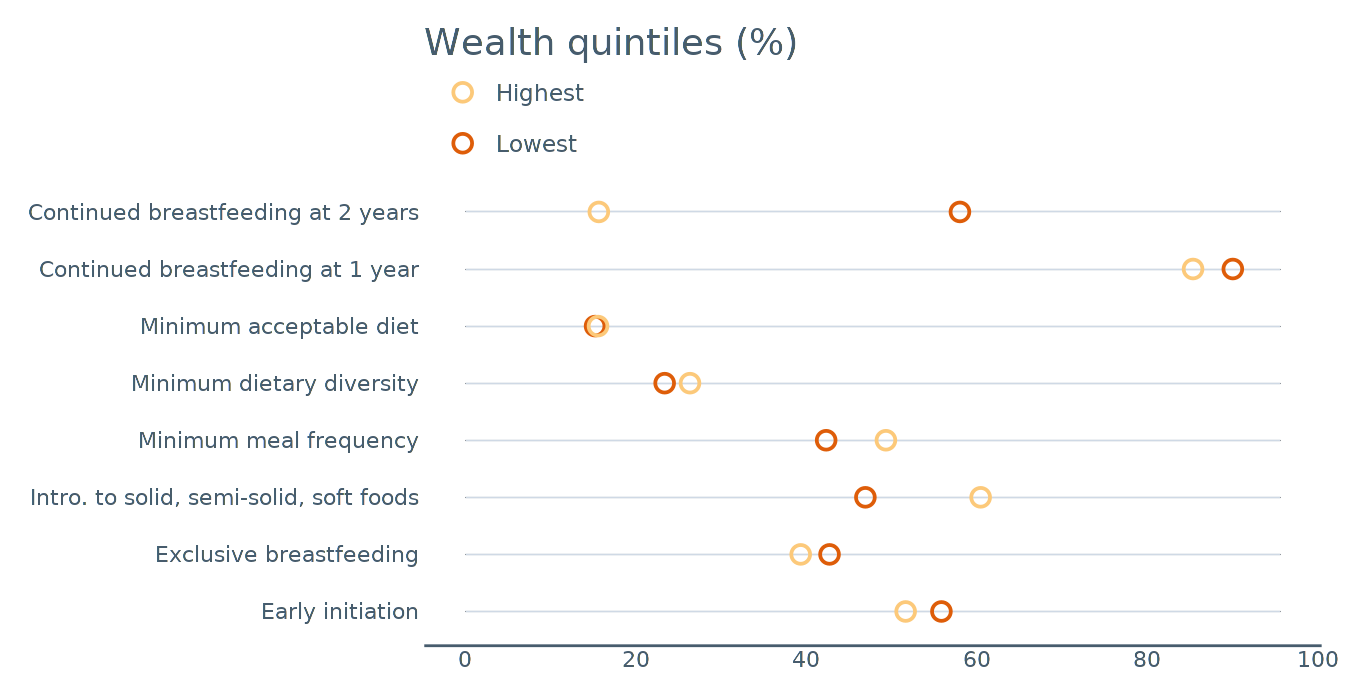 Wealth quintiles (%)
Highest
Lowest
Continued breastfeeding at 2 years
Continued breastfeeding at 1 year
Minimum acceptable diet
Minimum dietary diversity
Minimum meal frequency
Intro. to solid, semi-solid, soft foods
Exclusive breastfeeding
Early initiation
0 20 40 60 80 100